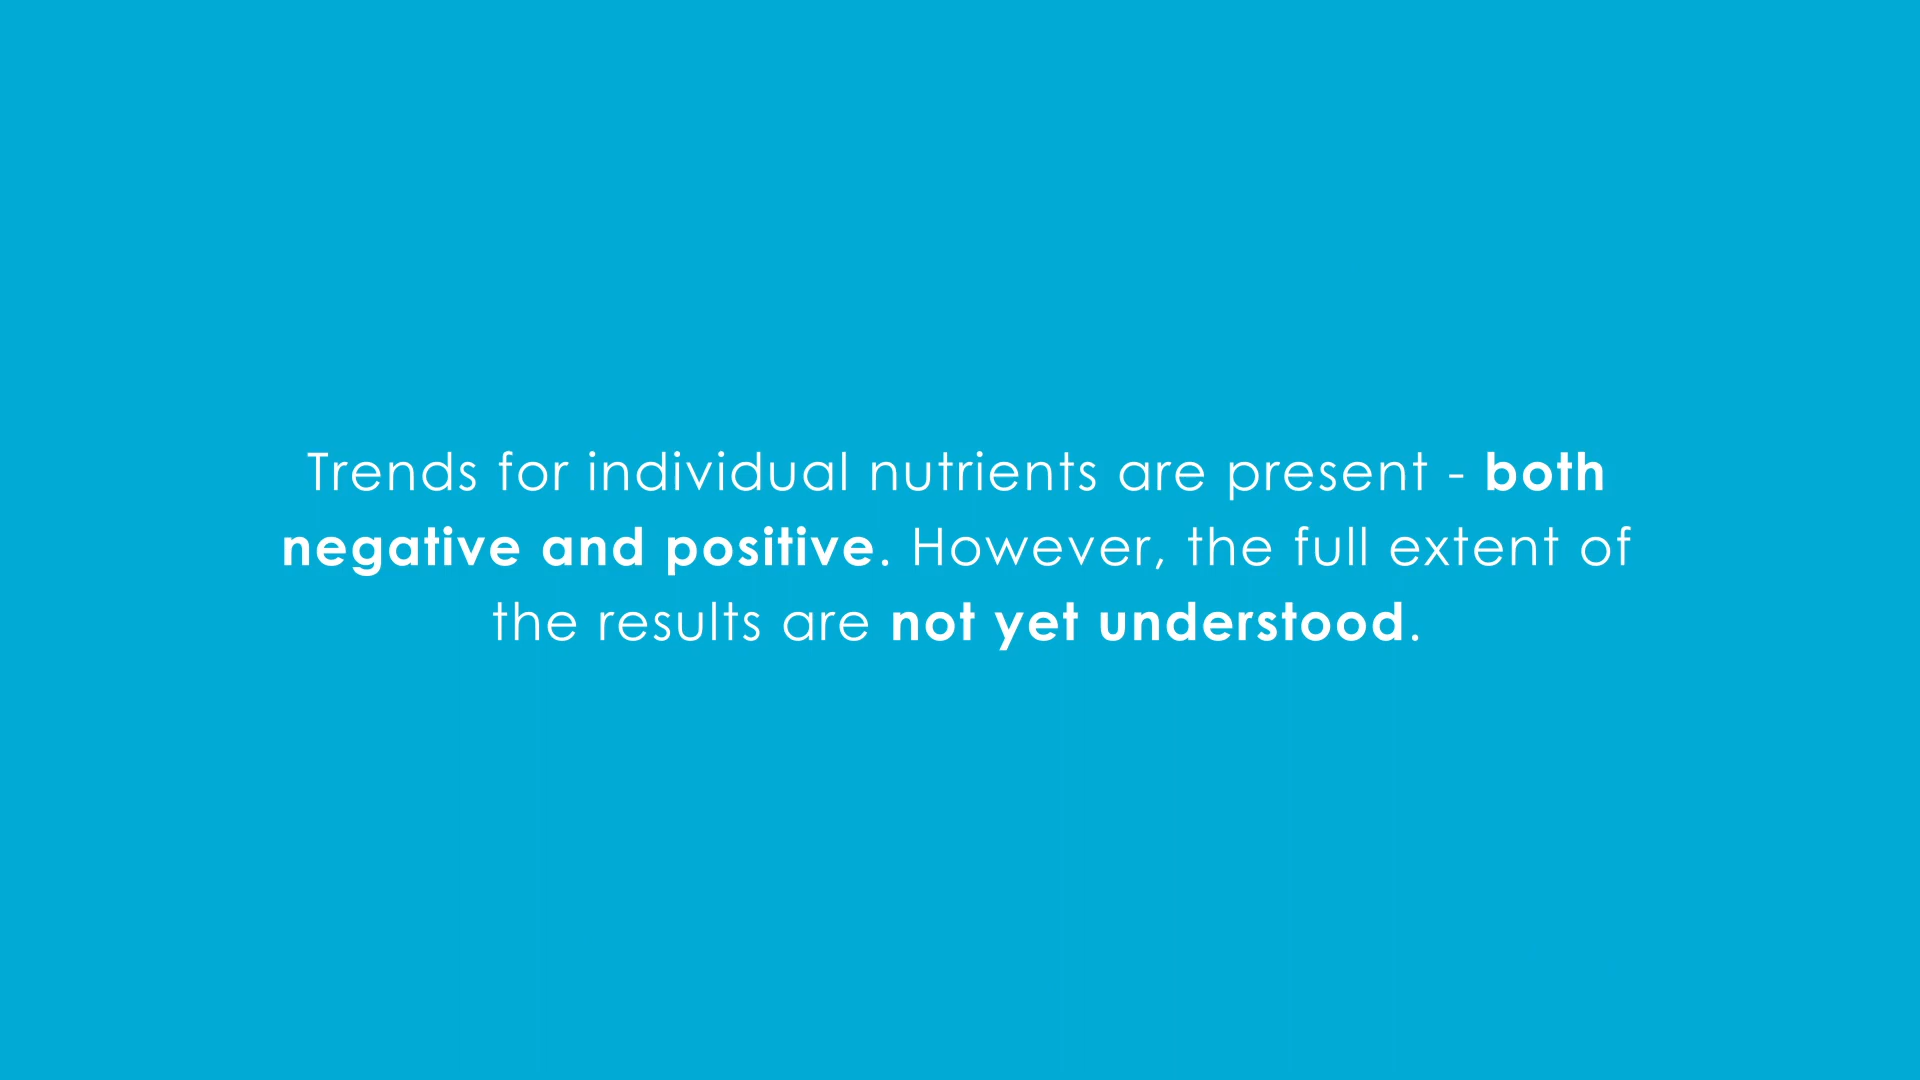 Trends for individual nutrients are present - both
negative and positive. However, the full extent of
the results are not yet understood.